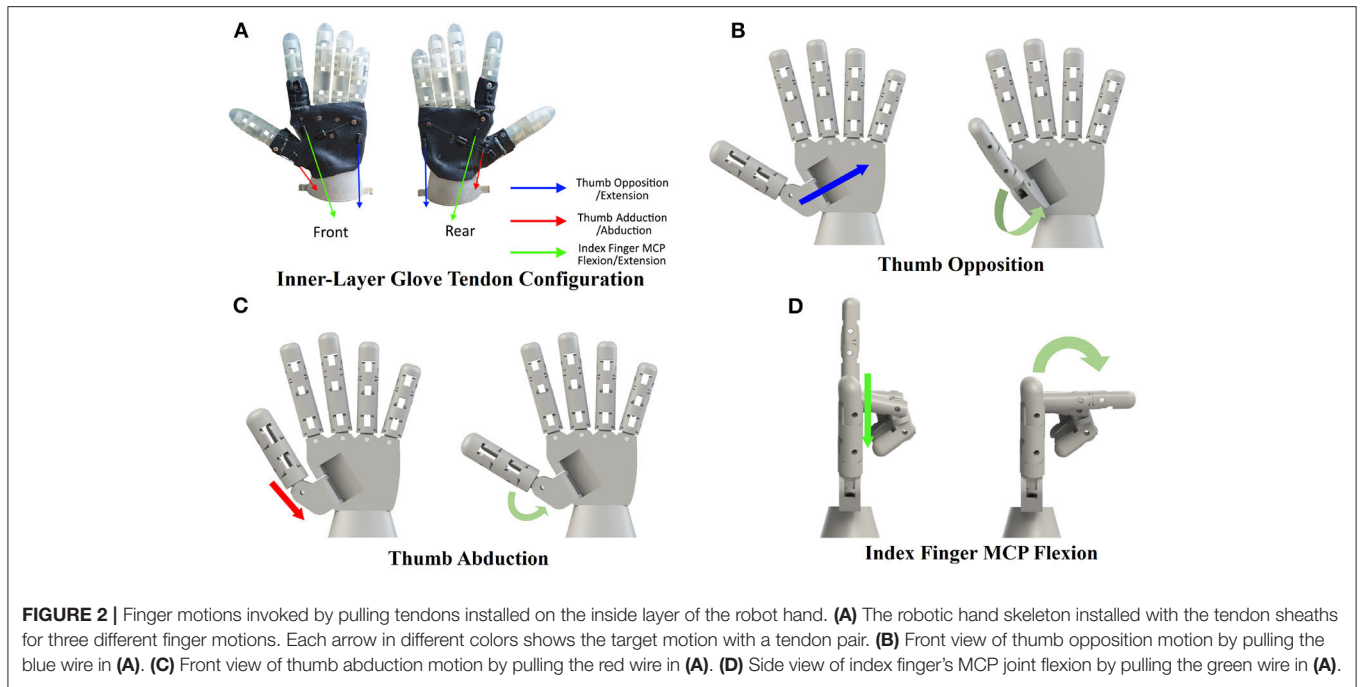 A
Front
Rear
Thumb Opposition
/Extension
Thumb Adduction
/Abduction
Index Finger MCP
Flexion/Extension
Inner-Layer Glove Tendon Configuration
B
Thumb Opposition
C
Thumb Abduction
D
Index Finger MCP Flexion
FIGURE 2 | Finger motions invoked by pulling tendons installed on the inside layer of the robot hand. (A) The robotic hand skeleton installed with the tendon sheaths
for three different finger motions. Each arrow in different colors shows the target motion with a tendon pair. (B) Front view of thumb opposition motion by pulling the
blue wire in (A). (C) Front view of thumb abduction motion by pulling the red wire in (A). (D) Side view of index finger's MCP joint flexion by pulling the green wire in (A).